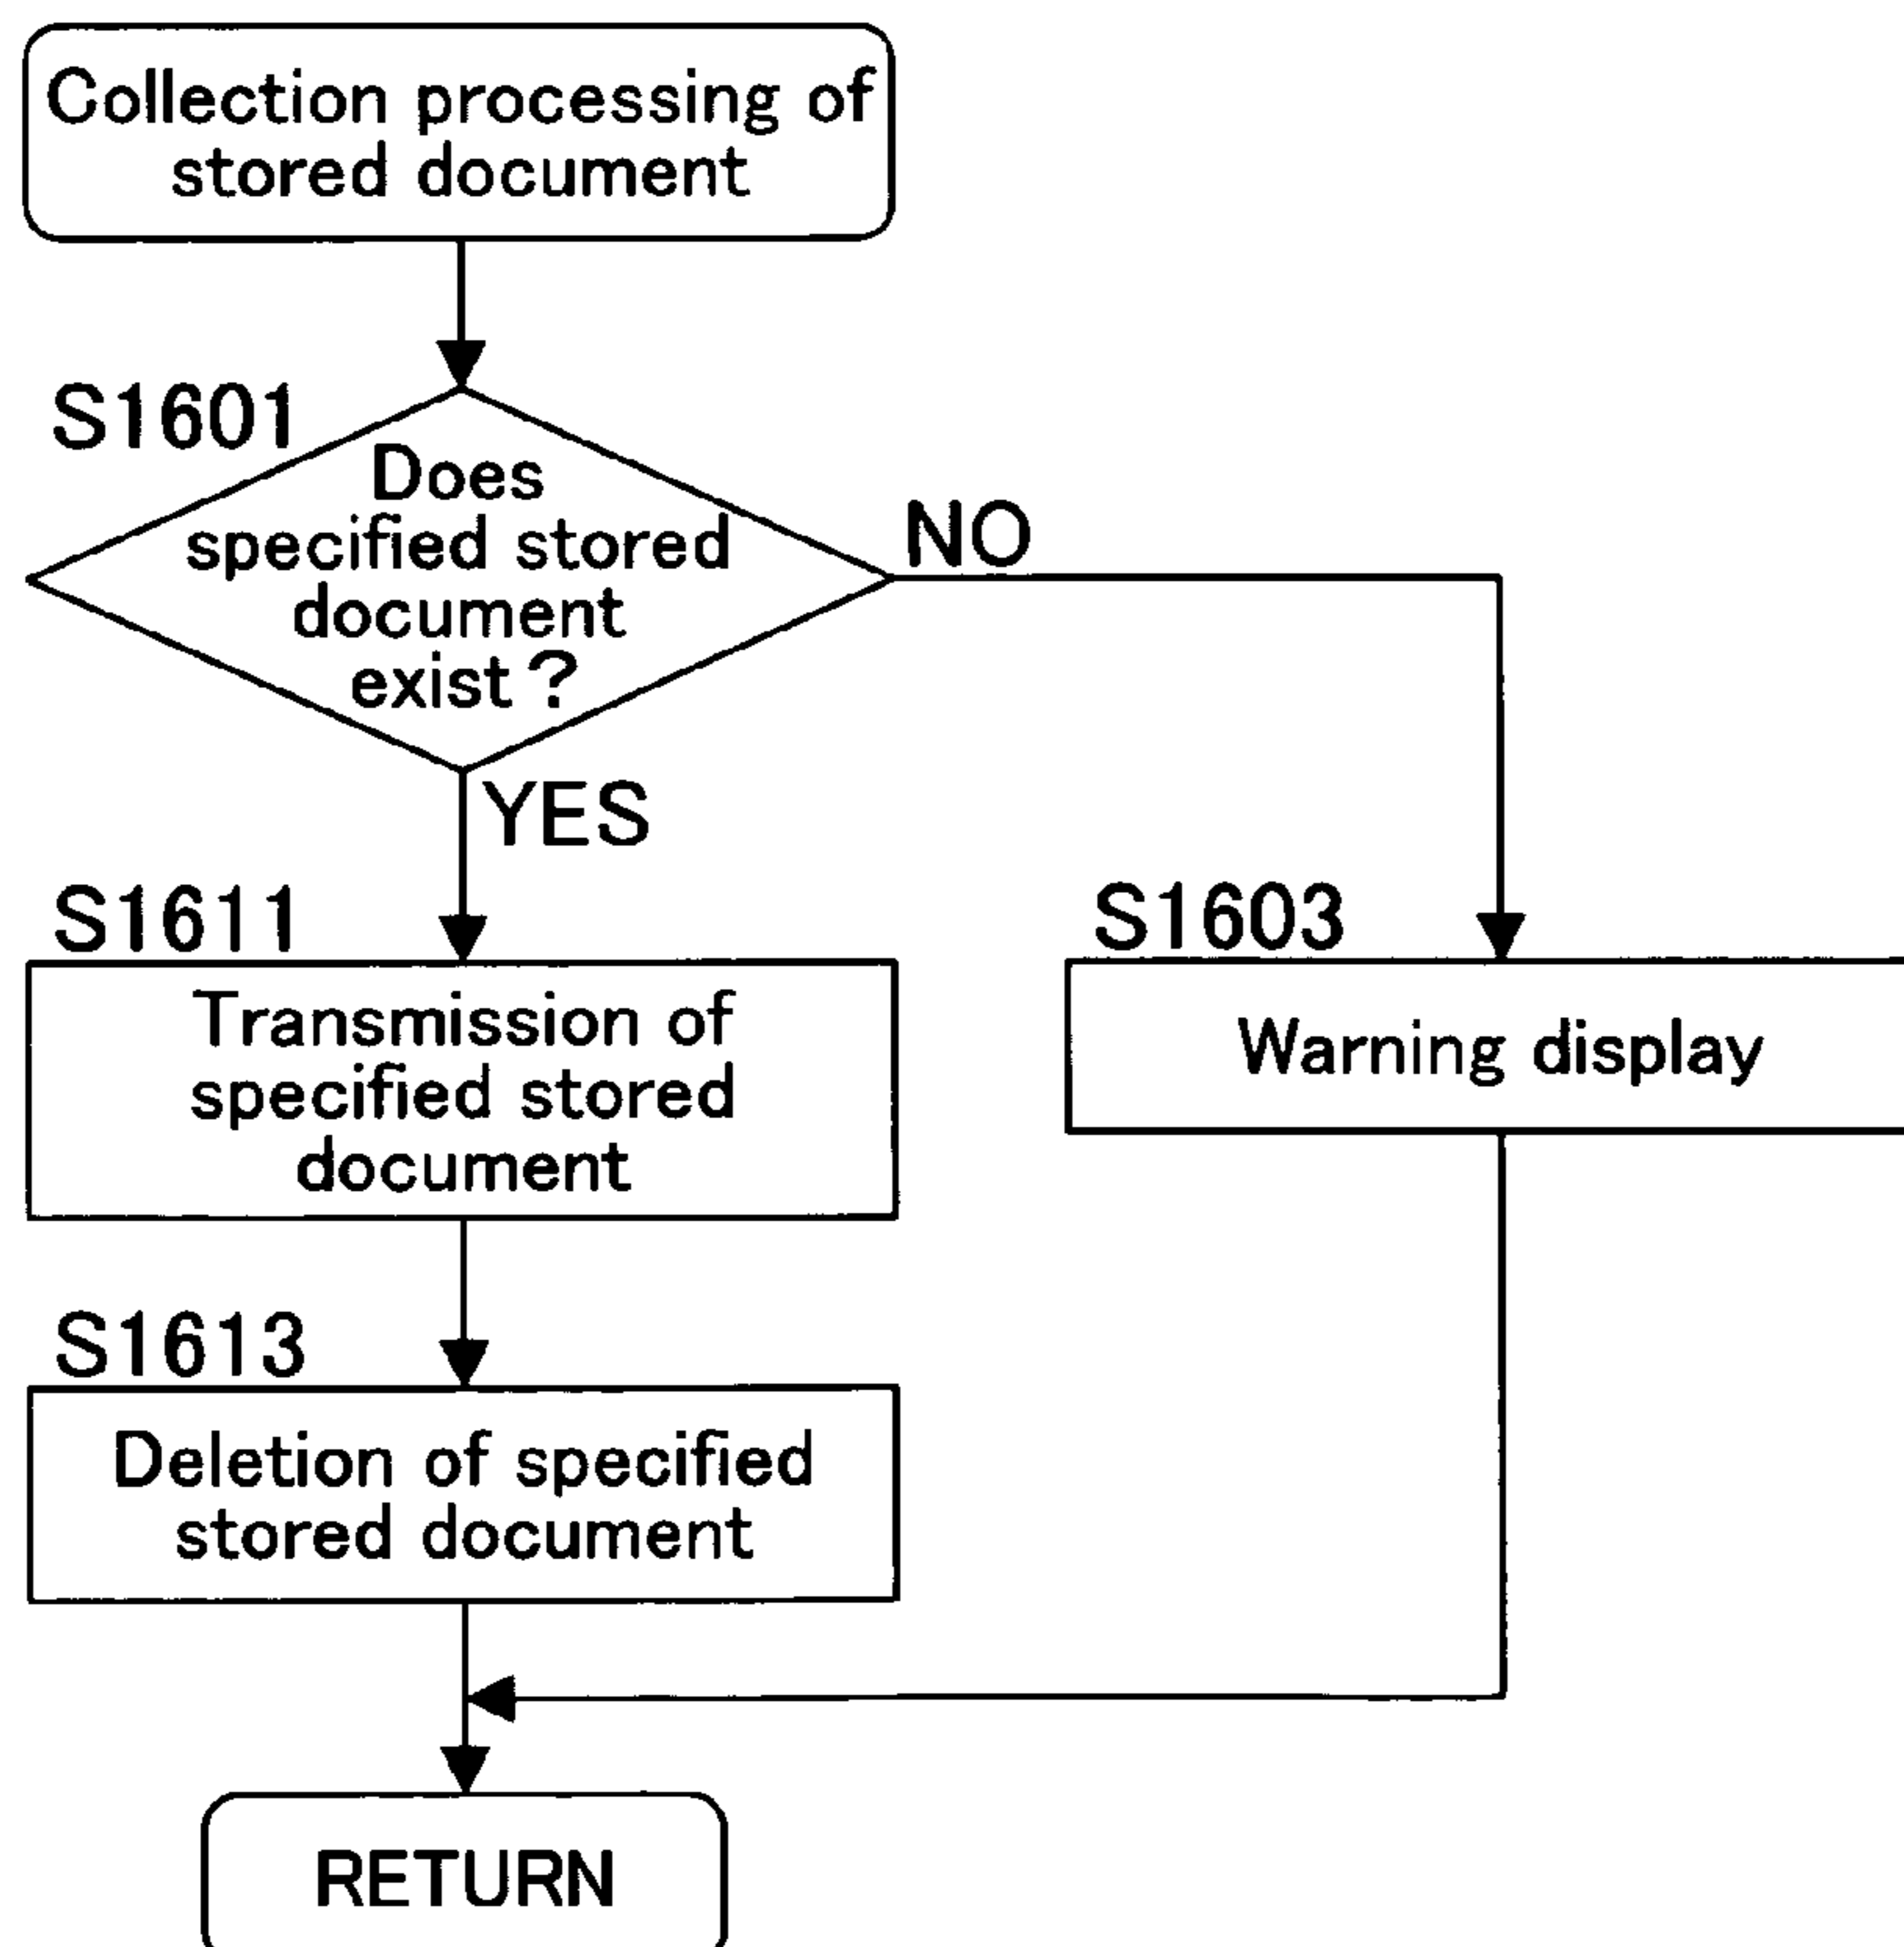 Collection processing of
stored document
S1601
Does
specified stored
document
exist?
NO
YES
S1611
Transmission of
specified stored
document
S1603
Warning display
S1613
Deletion of specified
stored document
RETURN